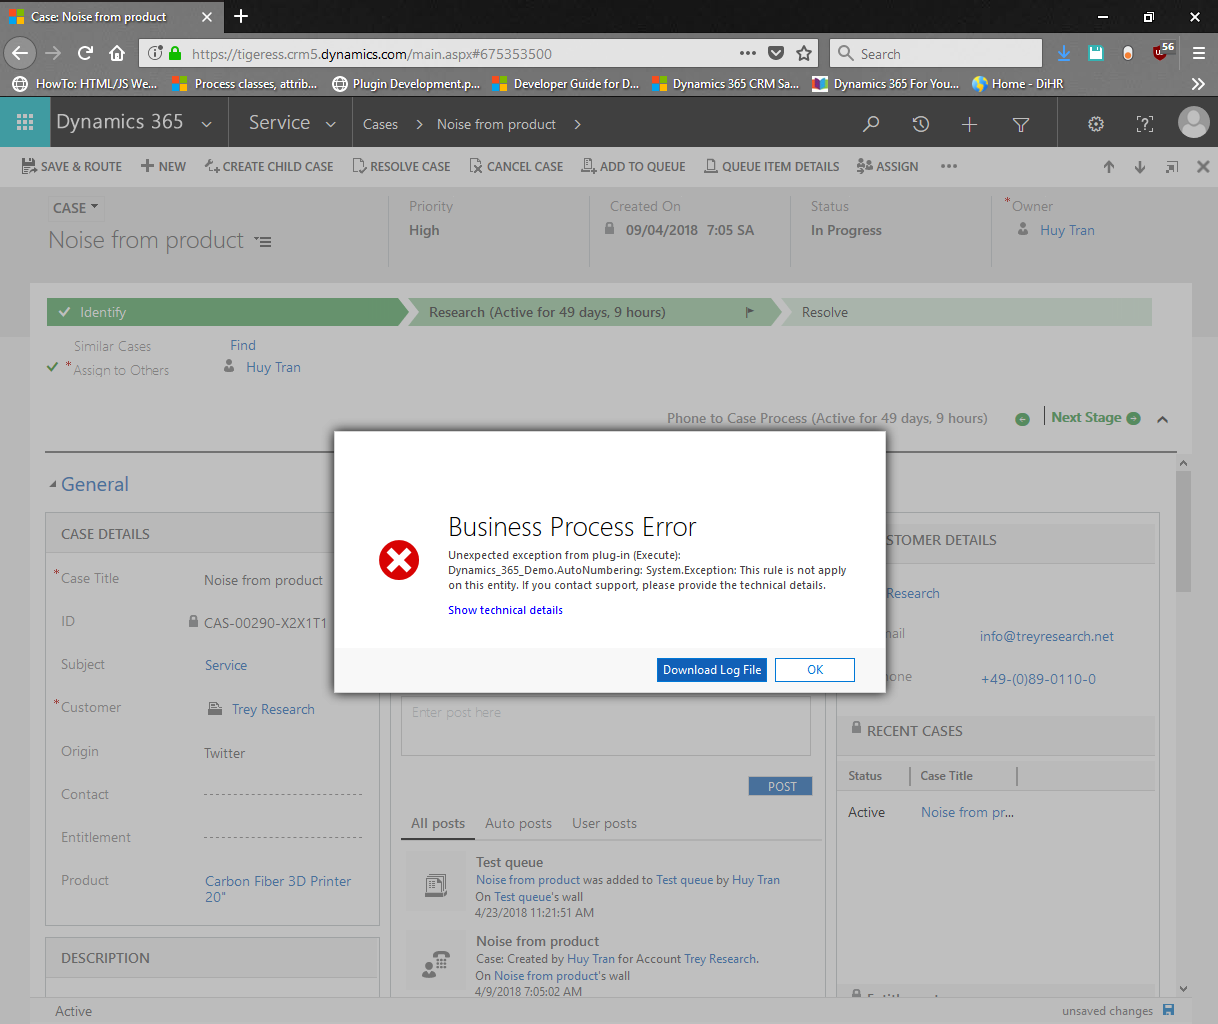 Case: Noise from product
https://tigeress.crm5.dynamics.com/main.aspx#675353500
Search
56
HowTo: HTML/JS We...
Process classes, attrib...
Plugin Development.p...
Developer Guide for D...
Dynamics 365 CRM Sa...
Dynamics 365 For You...
Home - DiHR
Dynamics 365
Service
Cases
Noise from product
SAVE & ROUTE
NEW
CREATE CHILD CASE
RESOLVE CASE
CANCEL CASE
ADD TO QUEUE
QUEUE ITEM DETAILS
ASSIGN
CASE
Noise from product
Priority
High
Created On
09/04/2018 7:05 SA
Status
In Progress
*Owner
Huy Tran
Identify
Research (Active for 49 days, 9 hours)
Resolve
Similar Cases
Find
*Assign to Others
Huy Tran
Phone to Case Process (Active for 49 days, 9 hours)
Next Stage
General
CASE DETAILS
*Case Title
Noise from product
ID
CAS-00290-X2X1T1
Subject
Service
*Customer
Trey Research
Origin
Twitter
Contact
Entitlement
Product
Carbon Fiber 3D Printer
20"
DESCRIPTION
Business Process Error
Unexpected exception from plug-in (Execute):
Dynamics_365_Demo.AutoNumbering: System.Exception: This rule is not apply
on this entity. If you contact support, please provide the technical details.
Show technical details
Download Log File
OK
Enter post here
POST
All posts
Auto posts
User posts
Test queue
Noise from product was added to Test queue by Huy Tran
On Test queue's wall
4/23/2018 11:21:51 AM
Noise from product
Case: Created by Huy Tran for Account Trey Research.
On Noise from product's wall
4/9/2018 7:05:02 AM
STOMER DETAILS
Research
ail
info@treyresearch.net
one
+49-(0)89-0110-0
RECENT CASES
Status
Case Title
Active
Noise from pr...
Active
unsaved changes